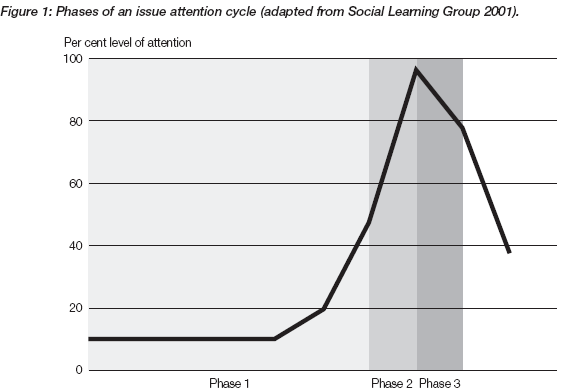 Figure 1: Phases of an issue attention cycle (adapted from Social Learning Group 2001).
Per cent level of attention
100
80
60
40
20
0
Phase 1 Phase 2 Phase 3